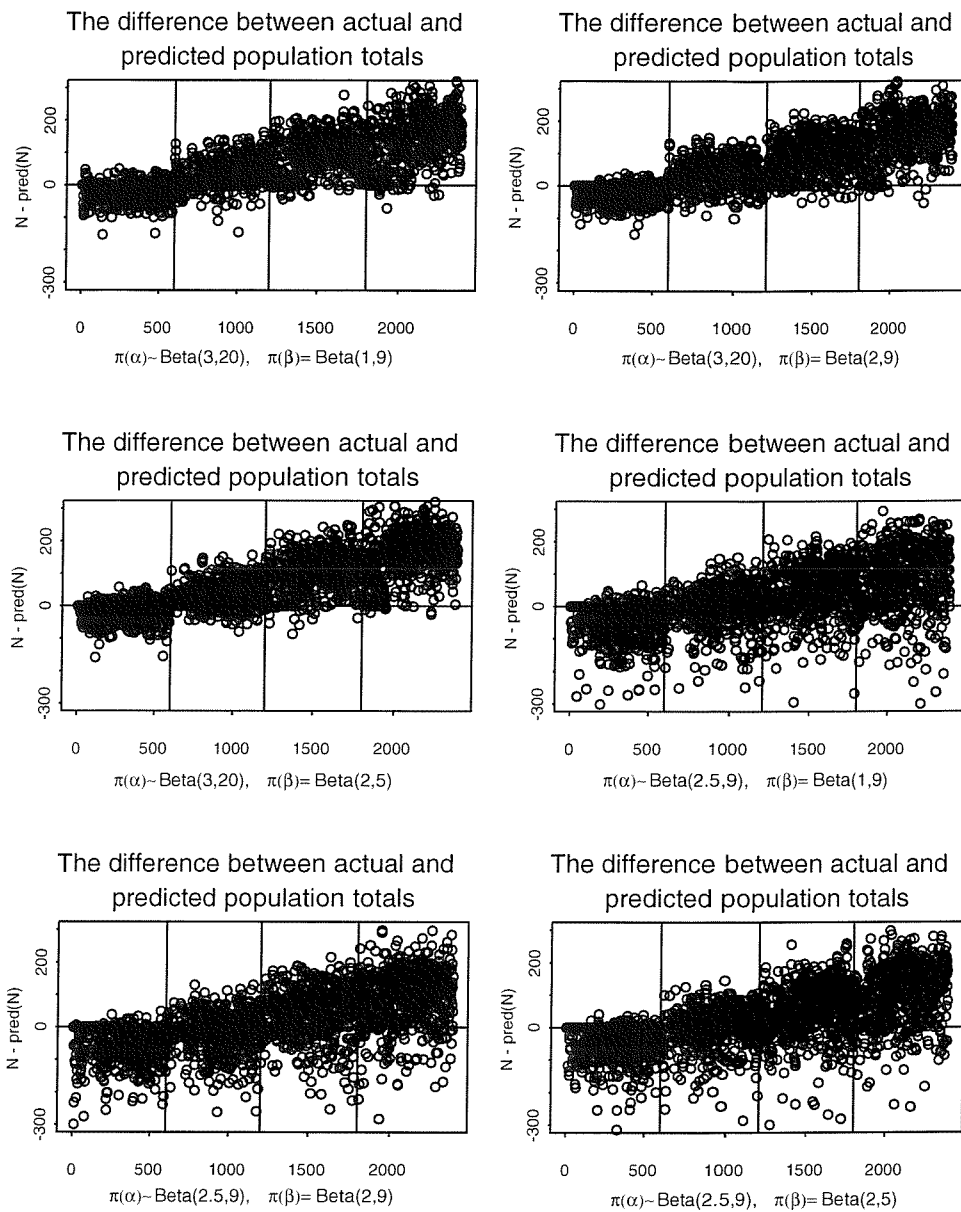 The difference between actual and
predicted population totals
N - pred(N)
200
0
-300
0 500 1000 1500 2000
π(α)~Beta(3,20), π(β)= Beta(1,9)
The difference between actual and
predicted population totals
N - pred(N)
200
0
-300
0 500 1000 1500 2000
π(α)~Beta(3,20), π(β)= Beta(2,9)
The difference between actual and
predicted population totals
N - pred(N)
200
0
-300
0 500 1000 1500 2000
π(α)~Beta(3,20), π(β)= Beta(2,5)
The difference between actual and
predicted population totals
N - pred(N)
200
0
-300
0 500 1000 1500 2000
π(α)~Beta(2.5,9), π(β)= Beta(1,9)
The difference between actual and
predicted population totals
N - pred(N)
200
0
-300
0 500 1000 1500 2000
π(α)~Beta(2.5,9), π(β)= Beta(2,9)
The difference between actual and
predicted population totals
N - pred(N)
200
0
-300
0 500 1000 1500 2000
π(α)~Beta(2.5,9), π(β)= Beta(2,5)